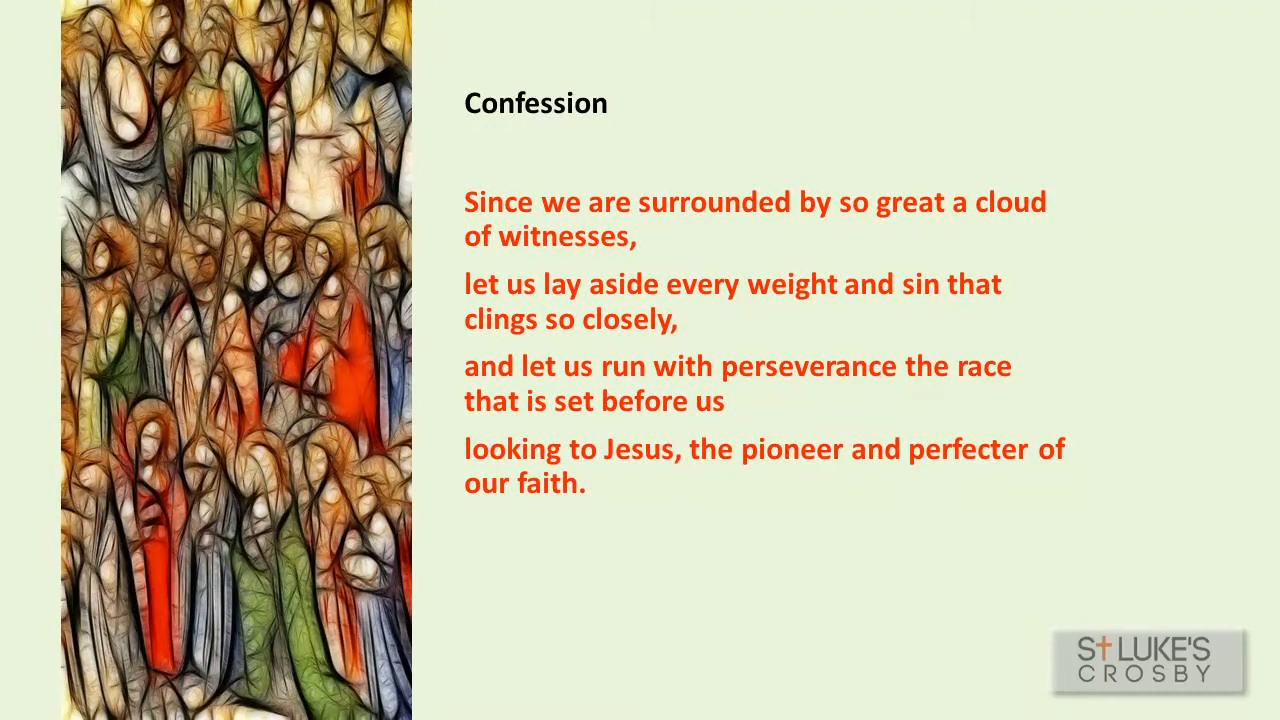 Confession
Since we are surrounded by so great a cloud
of witnesses,
let us lay aside every weight and sin that
clings so closely,
and let us run with perseverance the race
that is set before us
looking to Jesus, the pioneer and perfecter of
our faith.
St LUKE'S
CROSBY